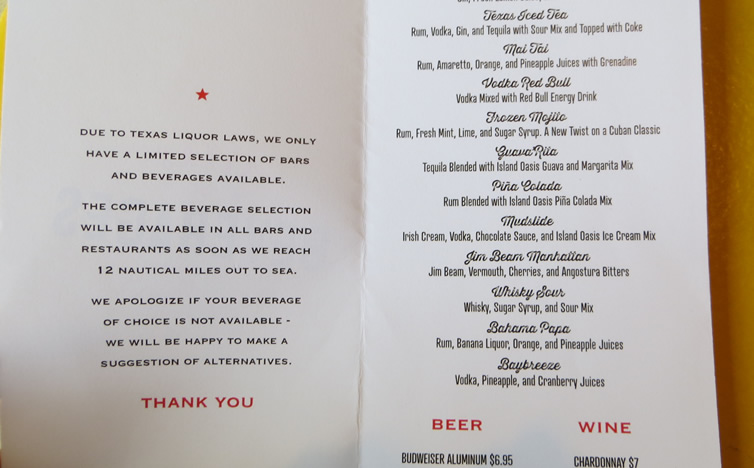 DUE TO TEXAS LIQUOR LAWS, WE ONLY
HAVE A LIMITED SELECTION OF BARS
AND BEVERAGES AVAILABLE.
THE COMPLETE BEVERAGE SELECTION
WILL BE AVAILABLE IN ALL BARS AND
RESTAURANTS AS SOON AS WE REACH
12 NAUTICAL MILES OUT TO SEA.
WE APOLOGIZE IF YOUR BEVERAGE
OF CHOICE IS NOT AVAILABLE -
WE WILL BE HAPPY TO MAKE A
SUGGESTION OF ALTERNATIVES.
THANK YOU
Texas Iced Tea
Rum, Vodka, Gin, and Tequila with Sour Mix and Topped with Coke
Mai Tai
Rum, Amaretto, Orange, and Pineapple Juices with Grenadine
Vodka Red Bull
Vodka Mixed with Red Bull Energy Drink
Frozen Mojito
Rum, Fresh Mint, Lime, and Sugar Syrup. A New Twist on a Cuban Classic
GuavaRita
Tequila Blended with Island Oasis Guava and Margarita Mix
Piña Colada
Rum Blended with Island Oasis Piña Colada Mix
Mudslide
Irish Cream, Vodka, Chocolate Sauce, and Island Oasis Ice Cream Mix
Jim Beam Manhattan
Jim Beam, Vermouth, Cherries, and Angostura Bitters
Whisky Sour
Whisky, Sugar Syrup, and Sour Mix
Bahama Papa
Rum, Banana Liquor, Orange, and Pineapple Juices
Baybreeze
Vodka, Pineapple, and Cranberry Juices
BEER
BUDWEISER ALUMINUM $6.95
WINE
CHARDONNAY $7